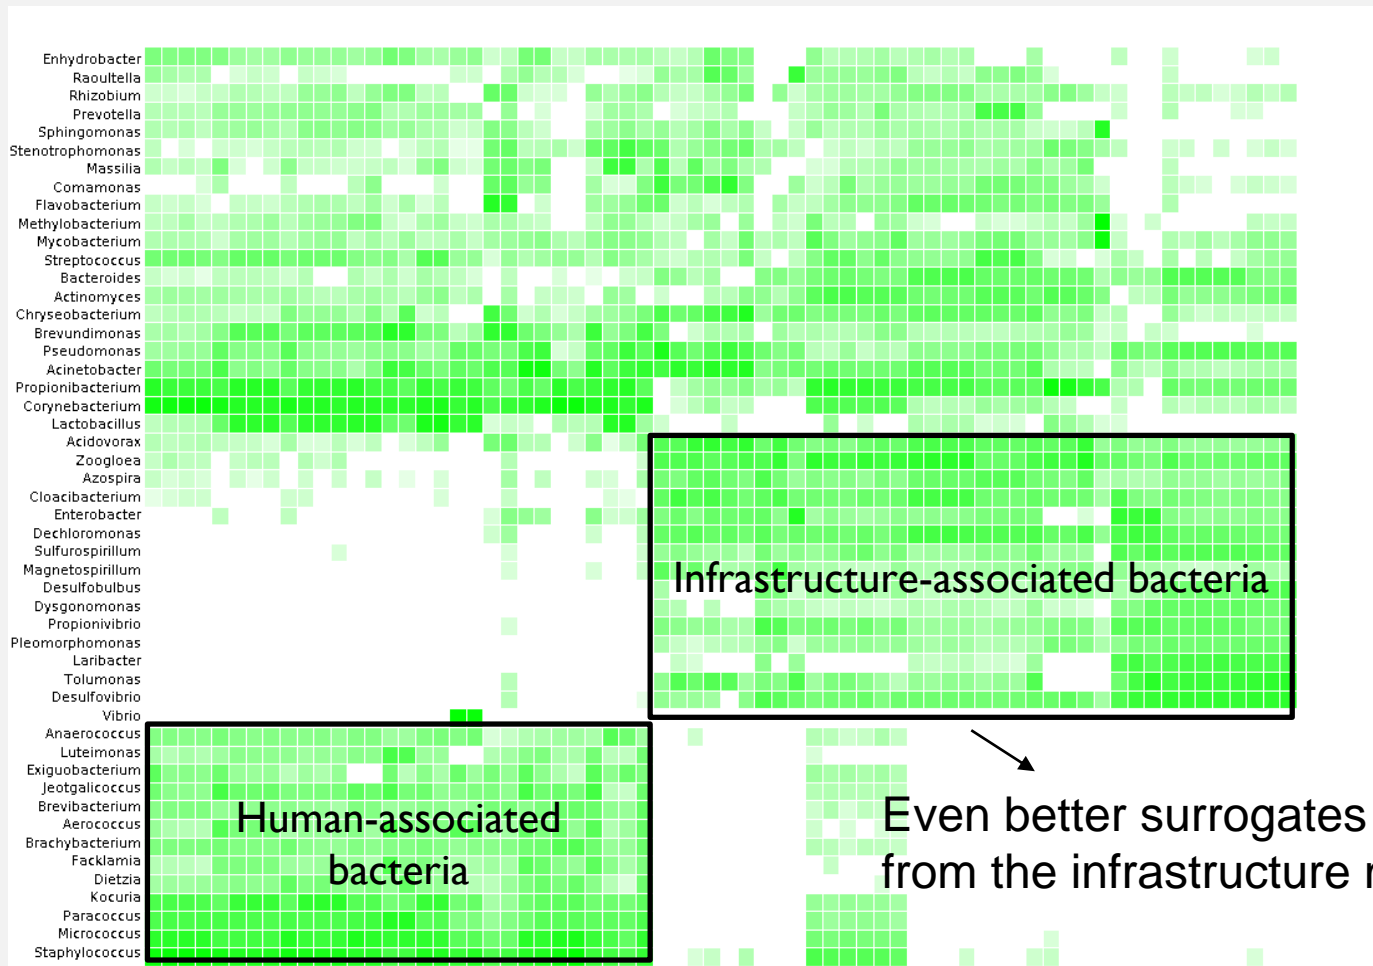 Enhydrobacter
Raoultella
Rhizobium
Prevotella
Sphingomonas
Stenotrophomonas
Massilia
Comamonas
Flavobacterium
Methylobacterium
Mycobacterium
Streptococcus
Bacteroides
Actinomyces
Chryseobacterium
Brevundimonas
Pseudomonas
Acinetobacter
Propionibacterium
Corynebacterium
Lactobacillus
Acidovorax
Zoogloea
Azospira
Cloacibacterium
Enterobacter
Dechloromonas
Sulfurospirillum
Magnetospirillum
Desulfobulbus
Dysgonomonas
Propionivibrio
Pleomorphomonas
Laribacter
Tolumonas
Desulfovibrio
Vibrio
Anaerococcus
Luteimonas
Exiguobacterium
Jeotgalicoccus
Brevibacterium
Aerococcus
Brachybacterium
Facklamia
Dietzia
Kocuria
Paracoccus
Micrococcus
Staphylococcus
Infrastructure-associated bacteria
Human-associated
bacteria
Even better surrogates
from the infrastructure